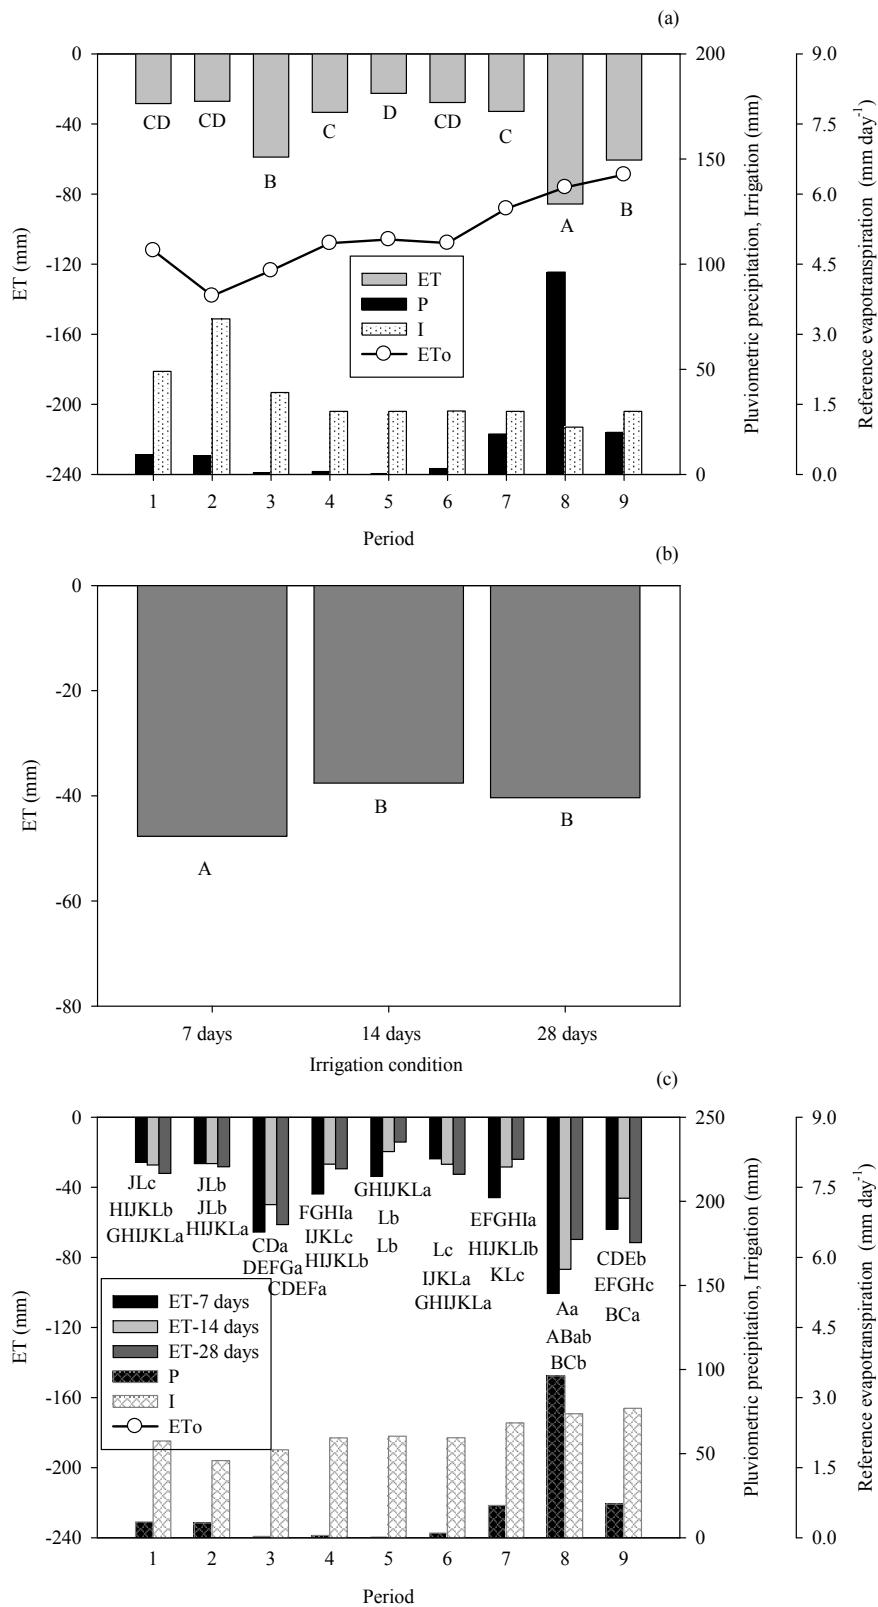 (a)
0
-40
-80
-120
-160
-200
-240
ET (mm)
200
150
100
50
0
Pluviometric precipitation, Irrigation (mm)
9.0
7.5
6.0
4.5
3.0
1.5
0.0
Reference evapotranspiration (mm day-1)
CD
CD
B
C
D
CD
C
A
B
ET
P
I
ETo
1 2 3 4 5 6 7 8 9
Period
(b)
0
-20
-40
-60
-80
ET (mm)
A
B
B
7 days 14 days 28 days
Irrigation condition
(c)
0
-40
-80
-120
-160
-200
-240
ET (mm)
250
200
150
100
50
0
Pluviometric precipitation, Irrigation (mm)
9.0
7.5
6.0
4.5
3.0
1.5
0.0
Reference evapotranspiration (mm day-1)
JLc
HIJKLb
GHIJKLa
JLb
JLb
HIJKLa
CDa
DEFGa
CDEFa
FGHIa
IJKLc
HIJKLb
GHIJKLa
Lb
Lb
Lc
IJKLa
GHIJKLa
EFGHIa
HIJKLIb
KLc
Aa
ABab
BCb
CDEb
EFGHc
BCa
ET-7 days
ET-14 days
ET-28 days
P
I
ETo
1 2 3 4 5 6 7 8 9
Period